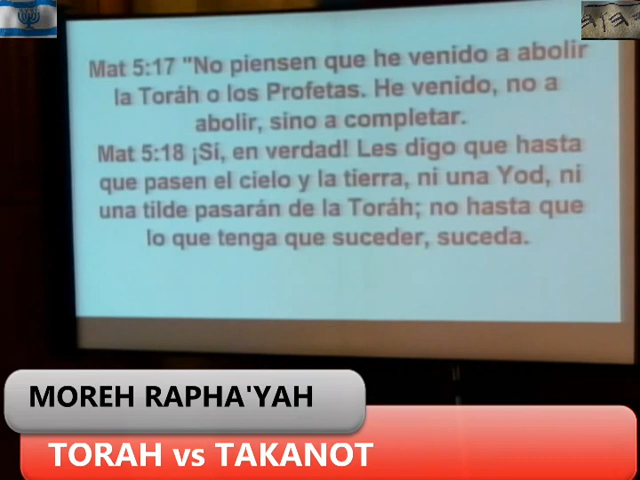 Mat 5:17 "No piensen que he venido a abolir
la Toráh o los Profetas. He venido, no a
abolir, sino a completar.
Mat 5:18 ¡Sí, en verdad! Les digo que hasta
que pasen el cielo y la tierra, ni una Yod, ni
una tilde pasarán de la Toráh; no hasta que
lo que tenga que suceder, suceda.
MOREH RAPHA'YAH
TORAH vs TAKANOT